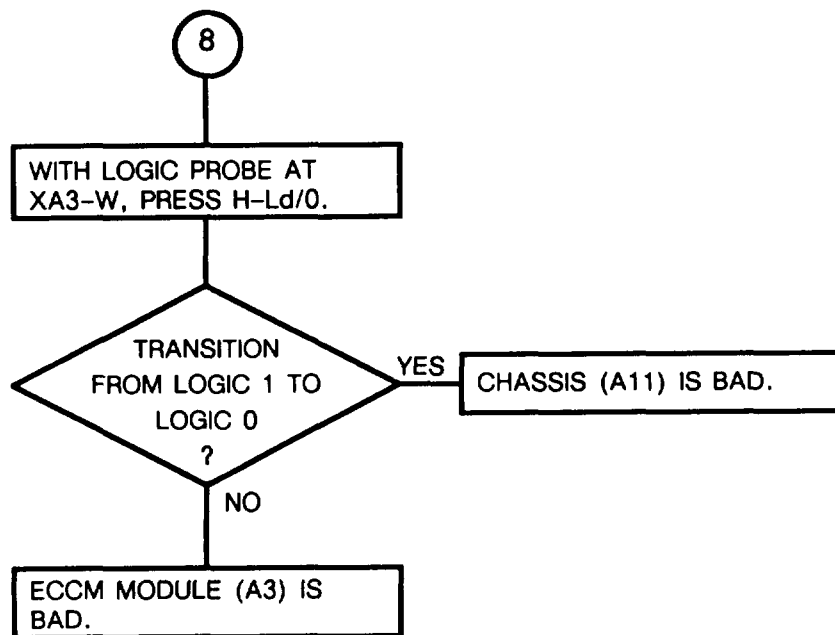 8
WITH LOGIC PROBE AT
XA3-W, PRESS H-Ld/0.
TRANSITION
FROM LOGIC 1 TO
LOGIC 0
?
YES
CHASSIS (A11) IS BAD.
NO
ECCM MODULE (A3) IS
BAD.